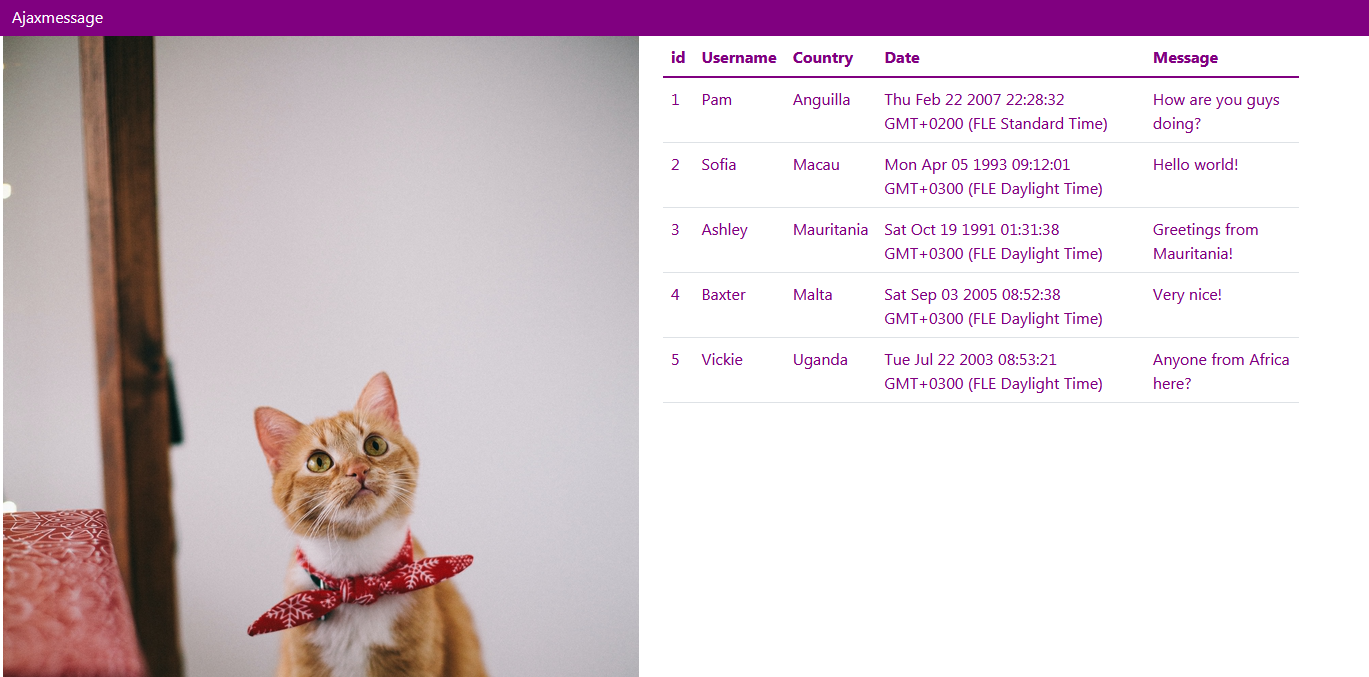 Ajaxmessage
id Username Country Date Message
1 Pam Anguilla Thu Feb 22 2007 22:28:32 How are you guys
GMT+0200 (FLE Standard Time) doing?
2 Sofia Macau Mon Apr 05 1993 09:12:01 Hello world!
GMT+0300 (FLE Daylight Time)
3 Ashley Mauritania Sat Oct 19 1991 01:31:38 Greetings from
GMT+0300 (FLE Daylight Time) Mauritania!
4 Baxter Malta Sat Sep 03 2005 08:52:38 Very nice!
GMT+0300 (FLE Daylight Time)
5 Vickie Uganda Tue Jul 22 2003 08:53:21 Anyone from Africa
GMT+0300 (FLE Daylight Time) here?